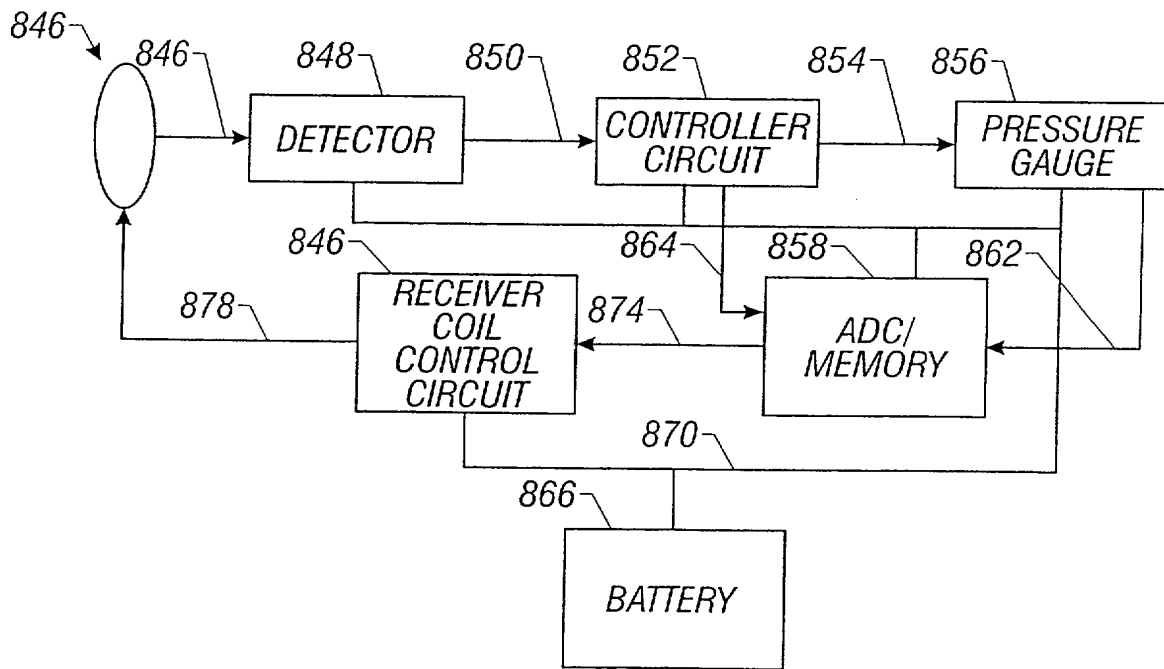 846
846
848
850
852
854
856
DETECTOR
CONTROLLER
CIRCUIT
PRESSURE
GAUGE
846
864
858
862
878
RECEIVER
COIL
CONTROL
CIRCUIT
874
ADC/
MEMORY
870
866
BATTERY